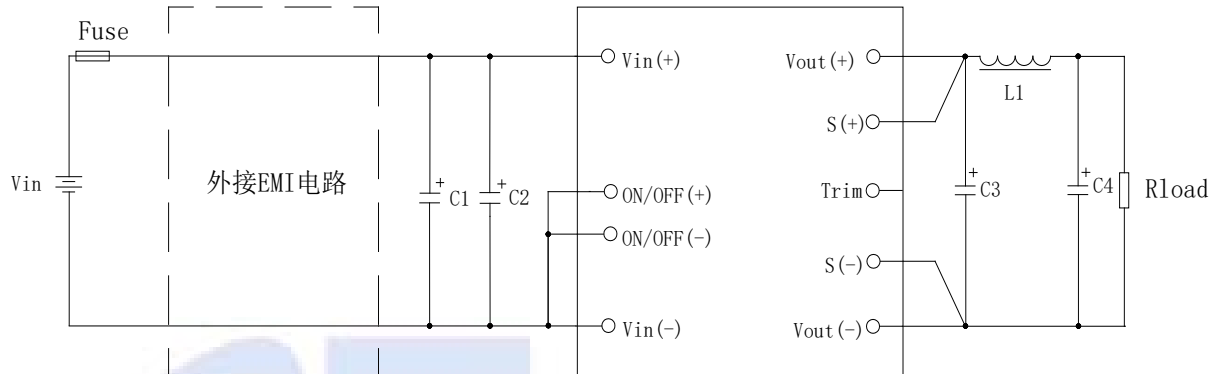 Fuse
Vin
外接EMI电路
+
C1
+
C2
Vin(+)
ON/OFF(+)
ON/OFF(-)
Vin(-)
Vout(+)
S(+)
Trim
S(-)
Vout(-)
L1
+
C3
+
C4
Rload